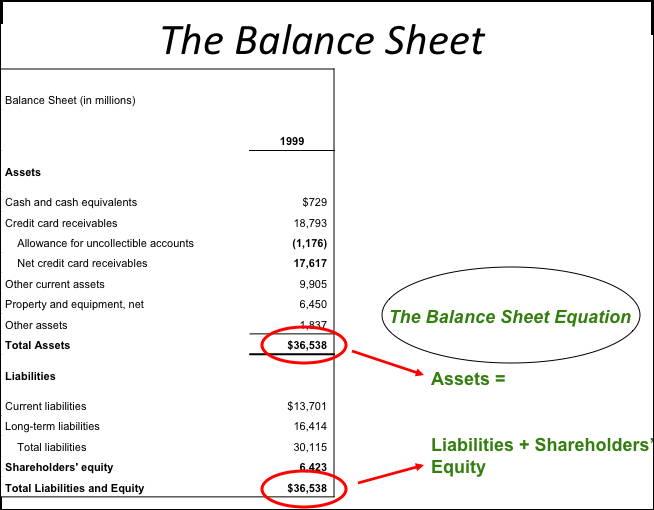 The Balance Sheet
Balance Sheet (in millions)
1999
Assets
Cash and cash equivalents $729
Credit card receivables 18,793
Allowance for uncollectible accounts (1,176)
Net credit card receivables 17,617
Other current assets 9,905
Property and equipment, net 6,450
Other assets 1,837
Total Assets $36,538
Liabilities
Current liabilities $13,701
Long-term liabilities 16,414
Total liabilities 30,115
Shareholders' equity 6,423
Total Liabilities and Equity $36,538
The Balance Sheet Equation
Assets =
Liabilities + Shareholders'
Equity